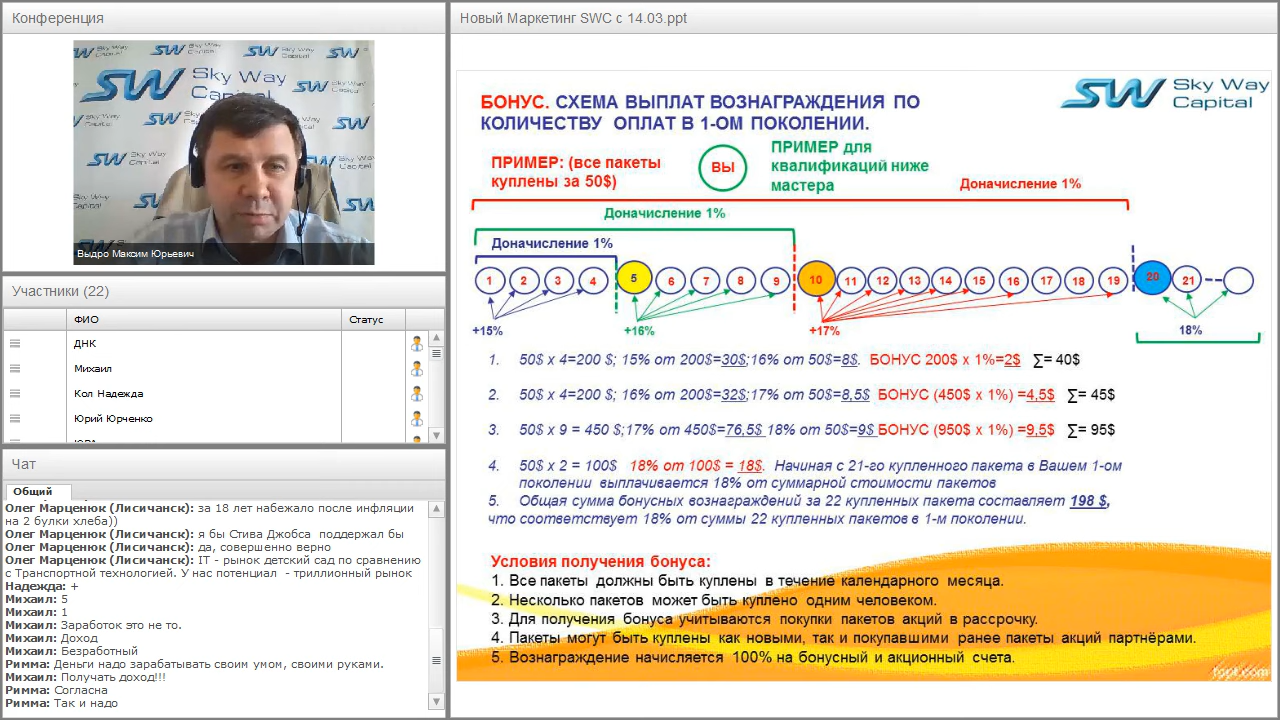 Конференция
SW Sky Way
Capital
Выдро Максим Юрьевич
Участники (22)
ФИО Статус
ДНК
Михаил
Кол Надежда
Юрий Юрченко
Чат
Общий
Олег Марценюк (Лисичанск): за 18 лет набежало после инфляции
на 2 булки хлеба))
Олег Марценюк (Лисичанск): я бы Стива Джобса поддержал бы
Олег Марценюк (Лисичанск): да, совершенно верно
Олег Марценюк (Лисичанск): IT - рынок детский сад по сравнению
с Транспортной технологией. У нас потенциал - триллионный рынок
Надежда: +
Михаил: 5
Михаил: 1
Михаил: Заработок это не то.
Михаил: Доход
Михаил: Безработный
Римма: Деньги надо зарабатывать своим умом, своими руками.
Михаил: Получать доход!!!
Римма: Согласна
Римма: Так и надо
Новый Маркетинг SWC с 14.03.ppt
SW Sky Way
Capital
БОНУС. СХЕМА ВЫПЛАТ ВОЗНАГРАЖДЕНИЯ ПО
КОЛИЧЕСТВУ ОПЛАТ В 1-ОМ ПОКОЛЕНИИ.
ПРИМЕР: (все пакеты
куплены за 50$)
ВЫ
ПРИМЕР для
квалификаций ниже
мастера
Доначисление 1%
Доначисление 1%
Доначисление 1%
1 2 3 4 5 6 7 8 9 10 11 12 13 14 15 16 17 18 19 20 21
+15% +16% +17% 18%
1. 50$ х 4=200 $; 15% от 200$=30$;16% от 50$=8$. БОНУС 200$ х 1%=2$ ∑= 40$
2. 50$ х 4=200 $; 16% от 200$=32$;17% от 50$=8,5$ БОНУС (450$ х 1%) =4,5$ ∑= 45$
3. 50$ х 9 = 450 $;17% от 450$=76,5$ 18% от 50$=9$ БОНУС (950$ х 1%) =9,5$ ∑= 95$
4. 50$ х 2 = 100$ 18% от 100$ = 18$. Начиная с 21-го купленного пакета в Вашем 1-ом
поколении выплачивается 18% от суммарной стоимости пакетов
5. Общая сумма бонусных вознаграждений за 22 купленных пакета составляет 198 $,
что соответствует 18% от суммы 22 купленных пакетов в 1-м поколении.
Условия получения бонуса:
1. Все пакеты должны быть куплены в течение календарного месяца.
2. Несколько пакетов может быть куплено одним человеком.
3. Для получения бонуса учитываются покупки пакетов акций в рассрочку.
4. Пакеты могут быть куплены как новыми, так и покупавшими ранее пакеты акций партнёрами.
5. Вознаграждение начисляется 100% на бонусный и акционный счета.
fppt.com